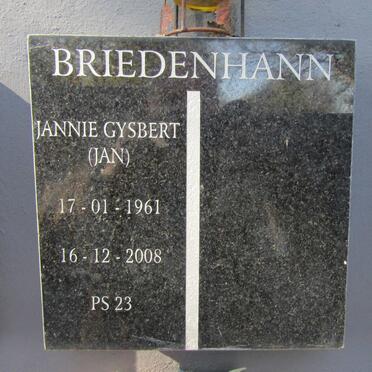 BRIEDENHANN
JANNIE GYSBERT
(JAN)
17 - 01 - 1961
16 - 12 - 2008
PS 23